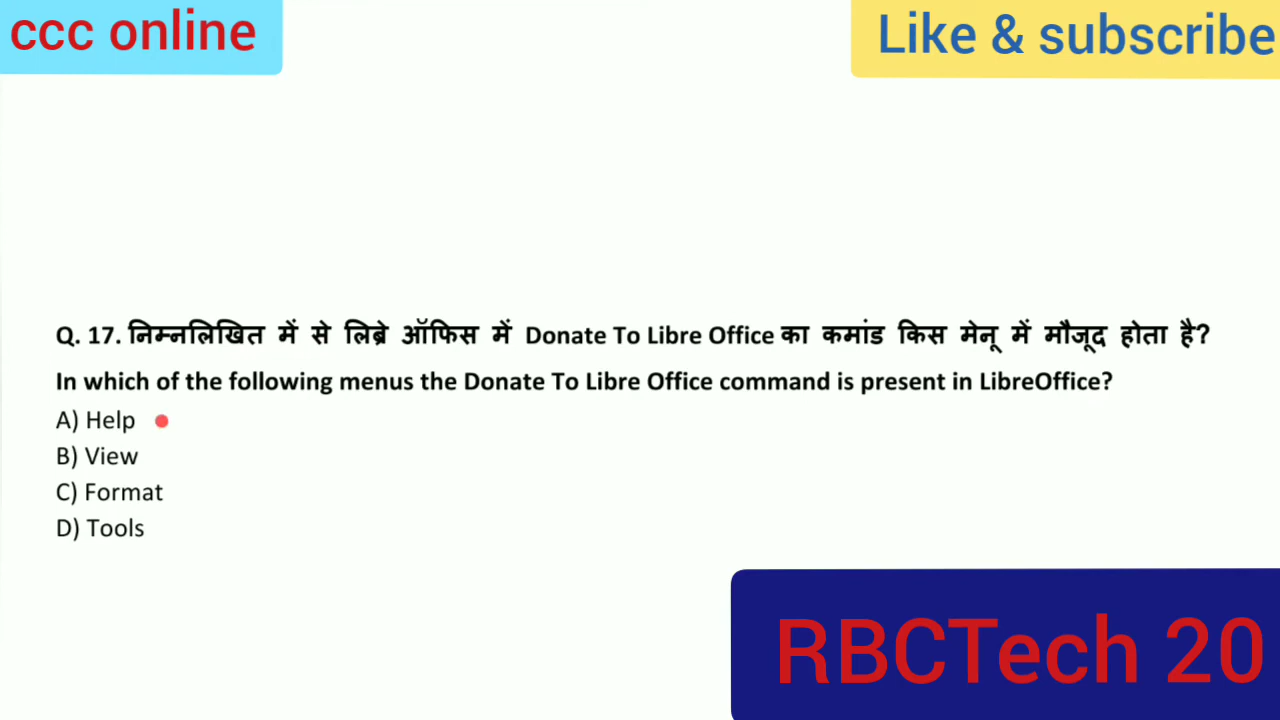 ccc online
Like & subscribe
Q. 17. निम्नलिखित में से लिब्रे ऑफिस में Donate To Libre Office का कमांड किस मेनू में मौजूद होता है?
In which of the following menus the Donate To Libre Office command is present in LibreOffice?
A) Help
B) View
C) Format
D) Tools
RBCTech 20